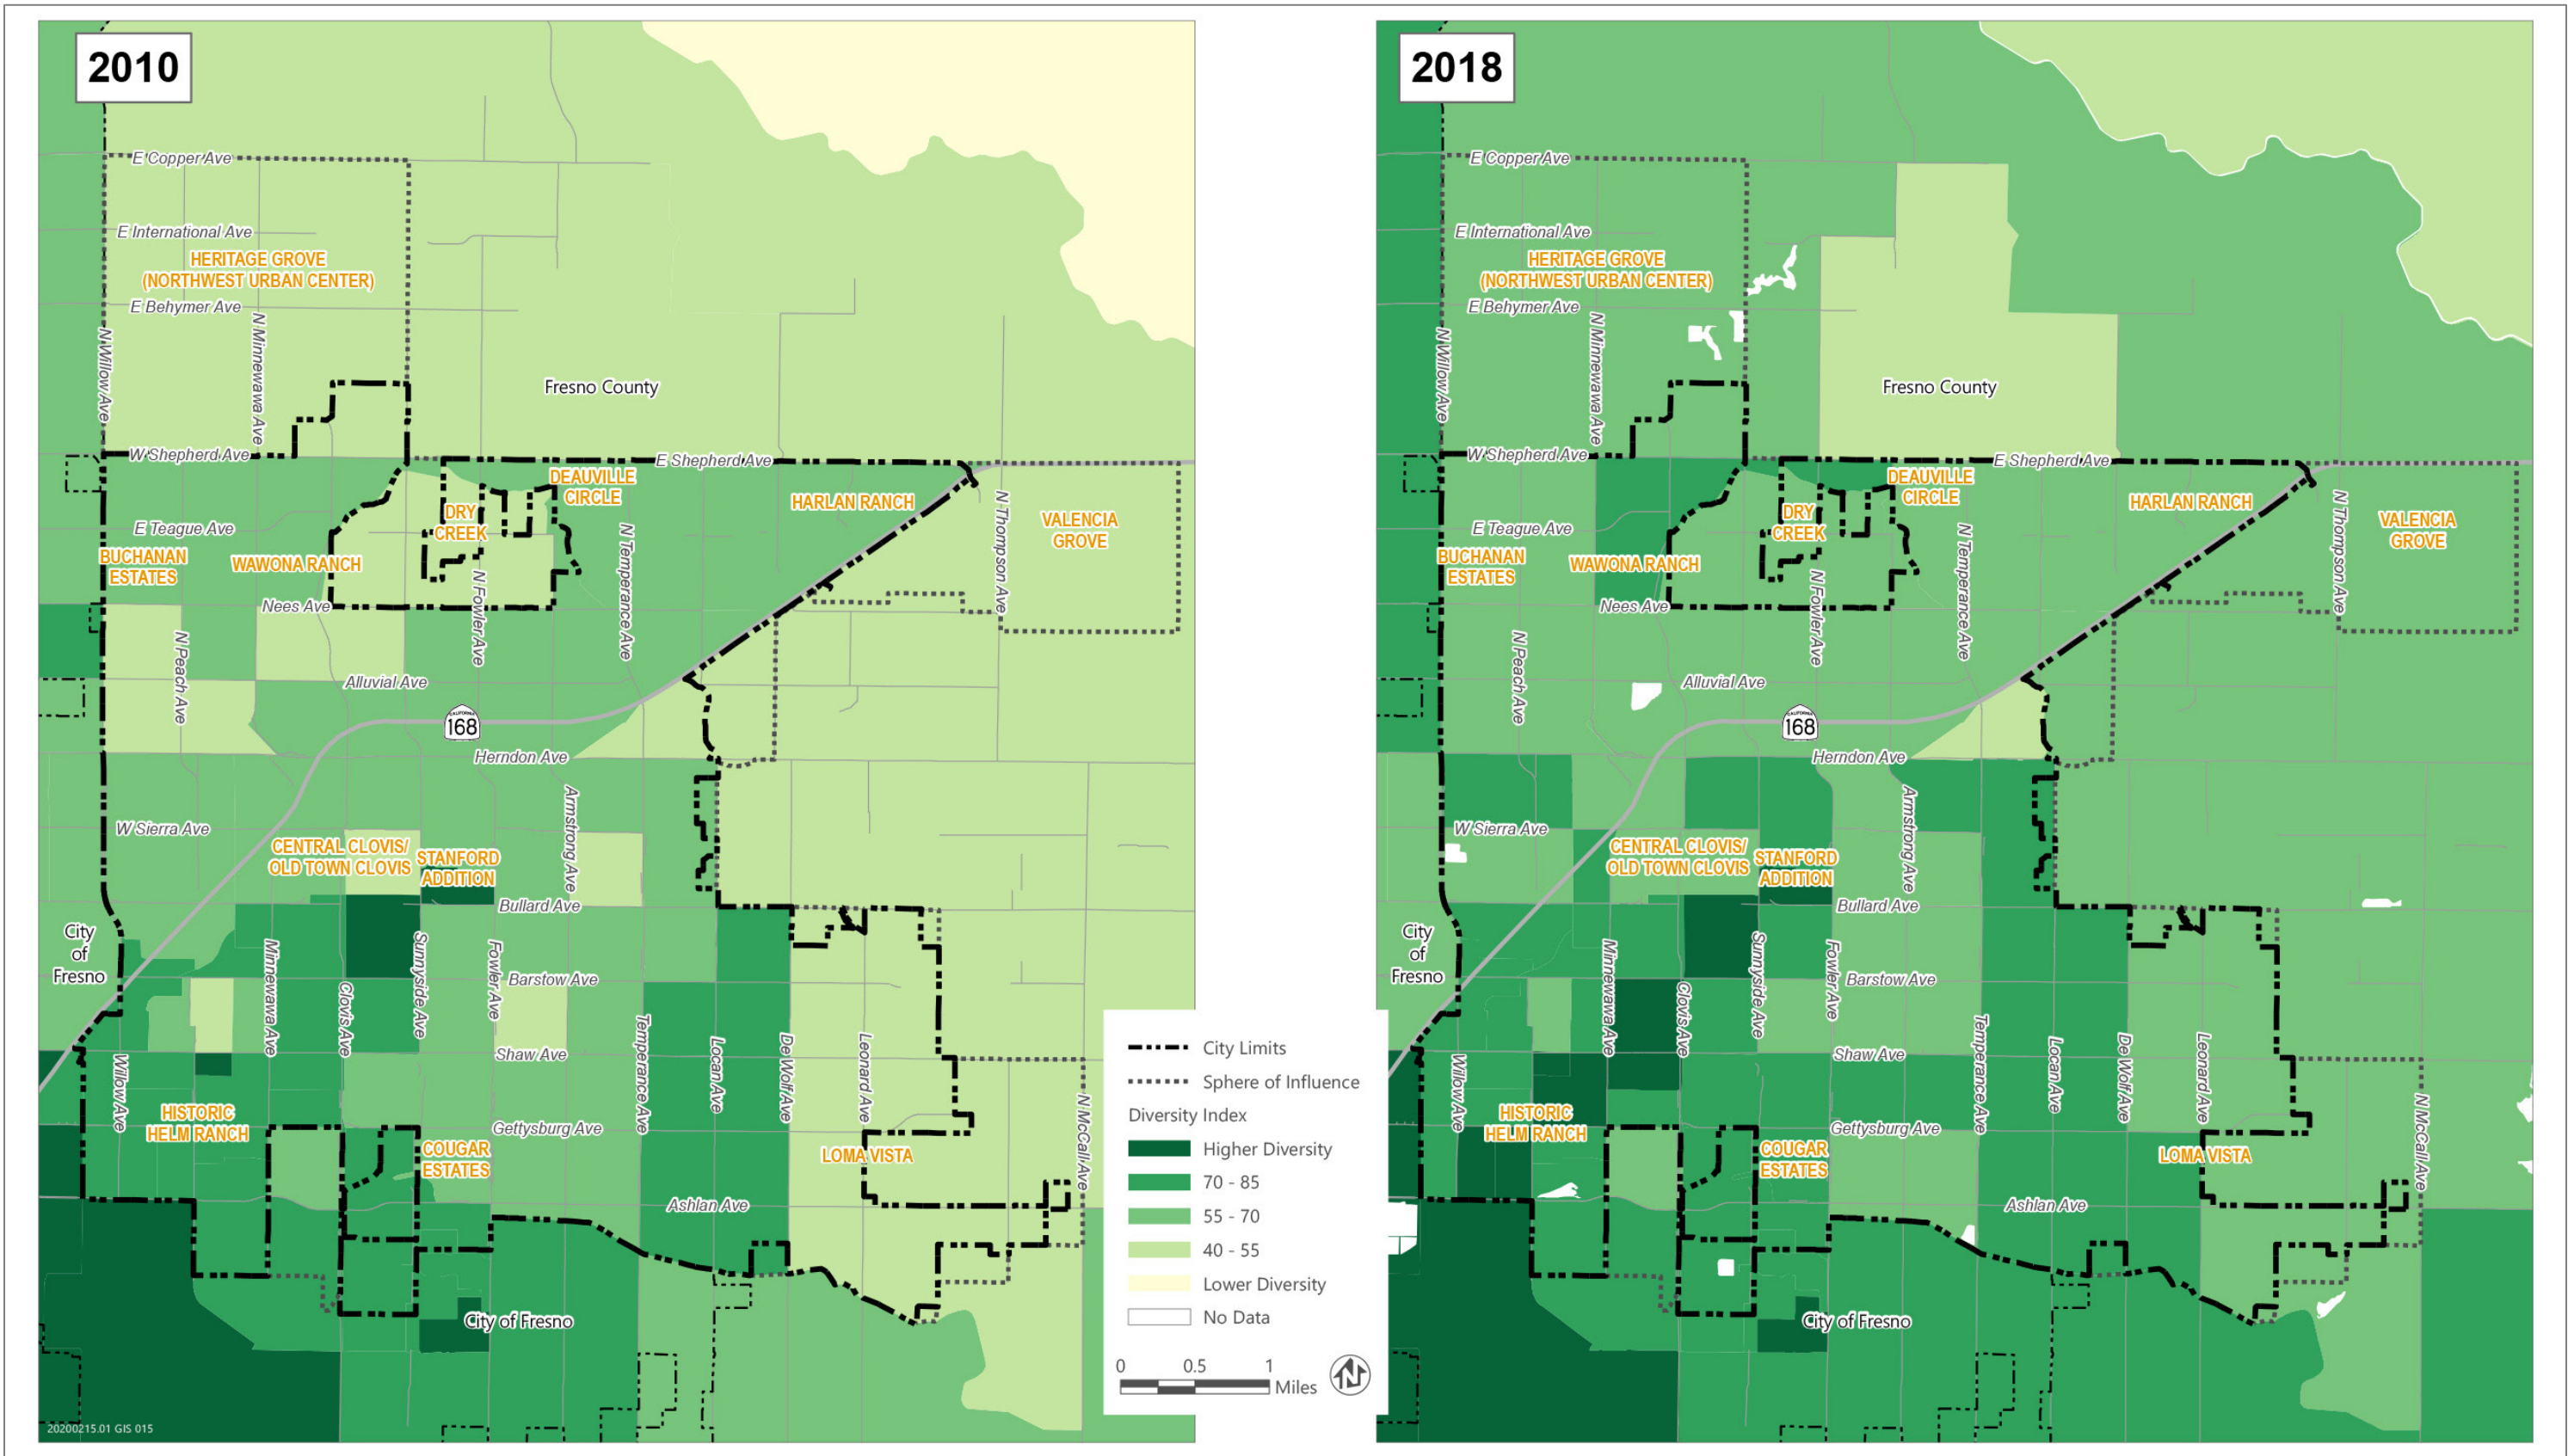 2010
E Copper Ave
E International Ave
HERITAGE GROVE
(NORTHWEST URBAN CENTER)
E Behymer Ave
N Willow Ave
N Minnewawa Ave
Fresno County
W Shepherd Ave
E Shepherd Ave
DEAUVILLE
CIRCLE
HARLAN RANCH
DRY
CREEK
N Thompson Ave
VALENCIA
GROVE
E Teague Ave
BUCHANAN
ESTATES
WAWONA RANCH
N Temperance Ave
Nees Ave
N Fowler Ave
N Peach Ave
Alluvial Ave
CALIFORNIA
168
Herndon Ave
Armstrong Ave
W Sierra Ave
CENTRAL CLOVIS/
OLD TOWN CLOVIS
STANFORD
ADDITION
Bullard Ave
City
of
Fresno
Minnewawa Ave
Clovis Ave
Sunnyside Ave
Fowler Ave
Barstow Ave
Shaw Ave
Willow Ave
Temperance Ave
Locan Ave
De Wolf Ave
Leonard Ave
N McCall Ave
HISTORIC
HELM RANCH
Gettysburg Ave
COUGAR
ESTATES
LOMA VISTA
Ashlan Ave
City of Fresno
20200215.01 GIS 015
City Limits
Sphere of Influence
Diversity Index
Higher Diversity
70 - 85
55 - 70
40 - 55
Lower Diversity
No Data
0 0.5 1
Miles
N
2018
E Copper Ave
E International Ave
HERITAGE GROVE
(NORTHWEST URBAN CENTER)
E Behymer Ave
N Willow Ave
N Minnewawa Ave
Fresno County
W Shepherd Ave
E Shepherd Ave
DEAUVILLE
CIRCLE
HARLAN RANCH
DRY
CREEK
N Thompson Ave
VALENCIA
GROVE
E Teague Ave
BUCHANAN
ESTATES
WAWONA RANCH
N Temperance Ave
Nees Ave
N Fowler Ave
N Peach Ave
Alluvial Ave
CALIFORNIA
168
Herndon Ave
Armstrong Ave
W Sierra Ave
CENTRAL CLOVIS/
OLD TOWN CLOVIS
STANFORD
ADDITION
Bullard Ave
City
of
Fresno
Minnewawa Ave
Clovis Ave
Sunnyside Ave
Fowler Ave
Barstow Ave
Shaw Ave
Willow Ave
Temperance Ave
Locan Ave
De Wolf Ave
Leonard Ave
N McCall Ave
HISTORIC
HELM RANCH
Gettysburg Ave
COUGAR
ESTATES
LOMA VISTA
Ashlan Ave
City of Fresno